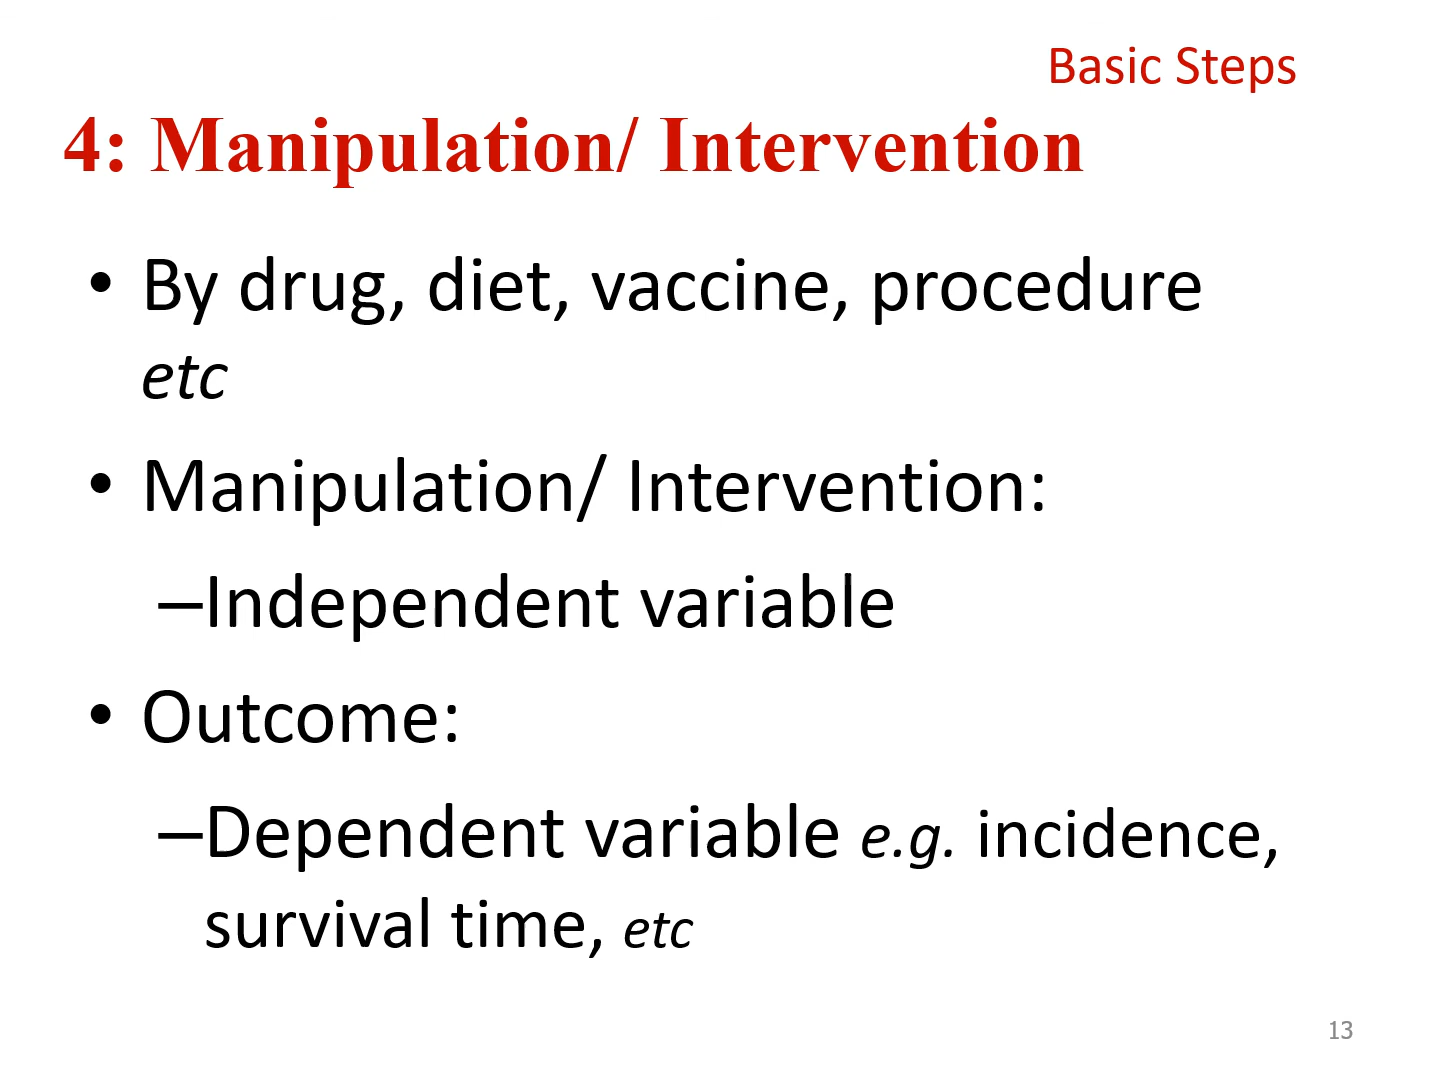 Basic Steps
4: Manipulation/ Intervention
• By drug, diet, vaccine, procedure
etc
• Manipulation/ Intervention:
–Independent variable
• Outcome:
–Dependent variable e.g. incidence,
survival time, etc
13